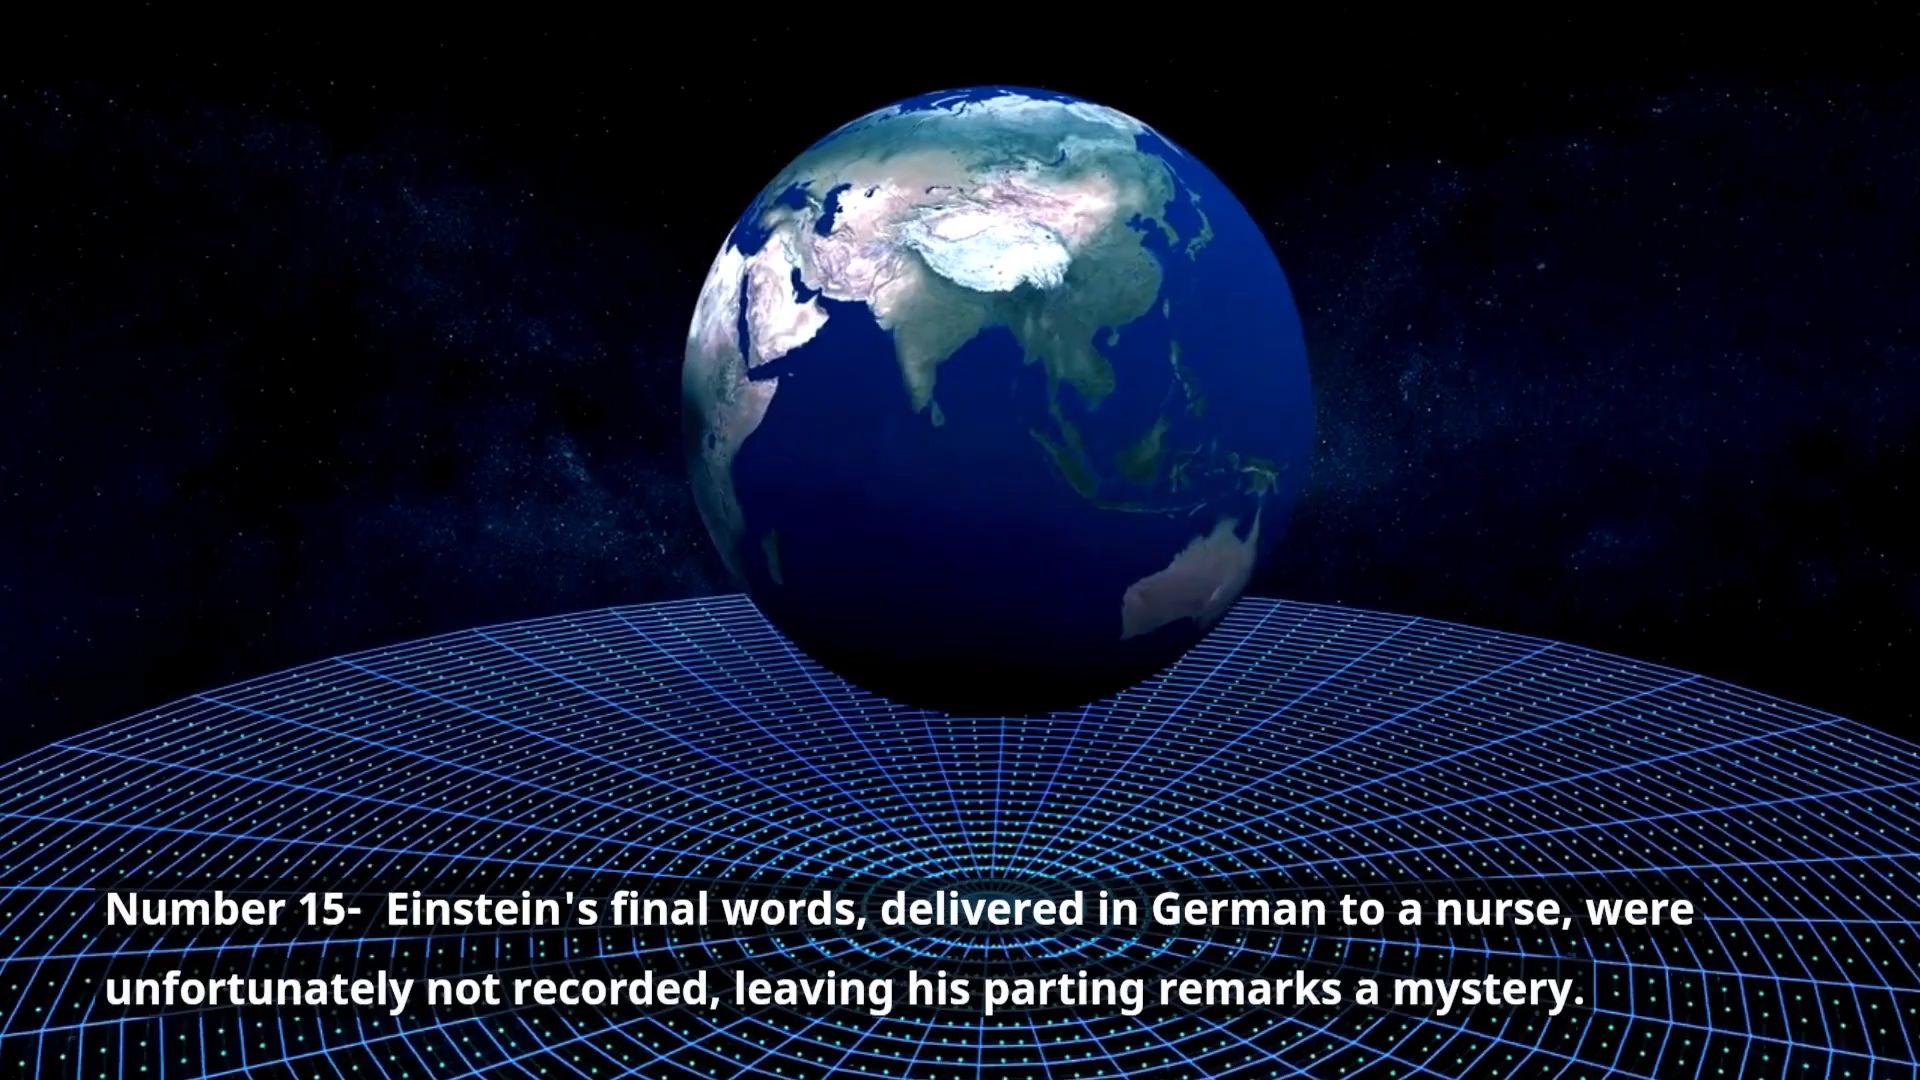 Number 15-  Einstein's final words, delivered in German to a nurse, were
unfortunately not recorded, leaving his parting remarks a mystery.